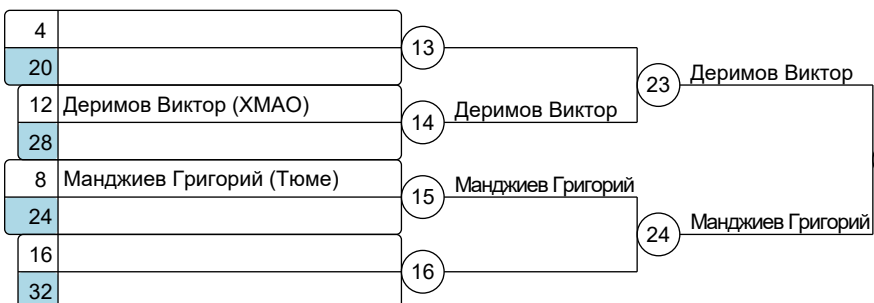 4
13
20
23 Деримов Виктор
12 Деримов Виктор (ХМАО)
14 Деримов Виктор
28
8 Манджиев Григорий (Тюме)
15 Манджиев Григорий
24
24 Манджиев Григорий
16
16
32